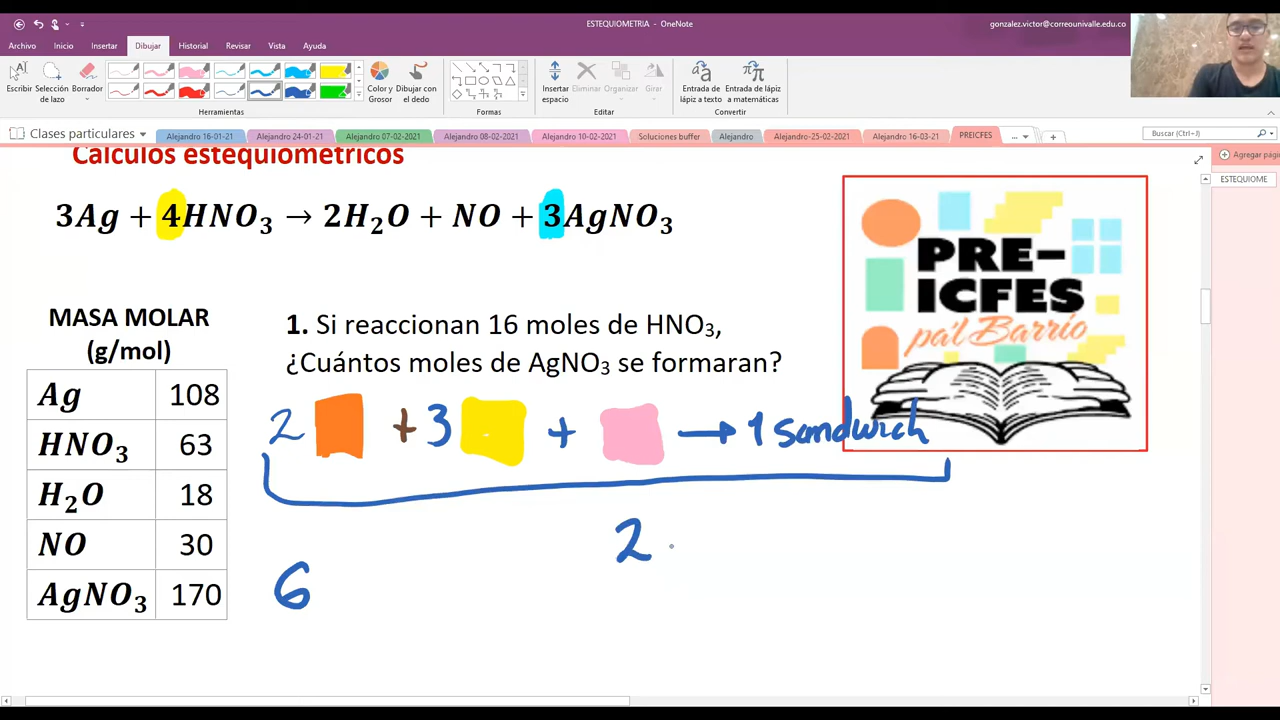 ESTEQUIOMETRIA - OneNote
gonzalez.victor@correounivalle.edu.co
Archivo Inicio Insertar Dibujar Historial Revisar Vista Ayuda
Escribir Selección de lazo Borrador Color y Grosor Dibujar con el dedo Formas Insertar espacio Eliminar Organizar Girar Entrada de lápiz a texto Entrada de lápiz a matemáticas
Herramientas Formas Editar Convertir
Clases particulares Alejandro 16-01-21 Alejandro 24-01-21 Alejandro 07-02-2021 Alejandro 08-02-2021 Alejandro 10-02-2021 Soluciones buffer Alejandro Alejandro-25-02-2021 Alejandro 16-03-21 PREICFES ... Buscar (Ctrl+J)
Agregar pági
ESTEQUIOME
Cálculos estequiométricos
3Ag + 4HNO₃ → 2H₂O + NO + 3AgNO₃
PRE-
ICFES
pa'l Barrio
MASA MOLAR
(g/mol)
Ag 108
HNO₃ 63
H₂O 18
NO 30
AgNO₃ 170
1. Si reaccionan 16 moles de HNO₃,
¿Cuántos moles de AgNO₃ se formaran?
2 + 3 + → 1 sandwich
2
6